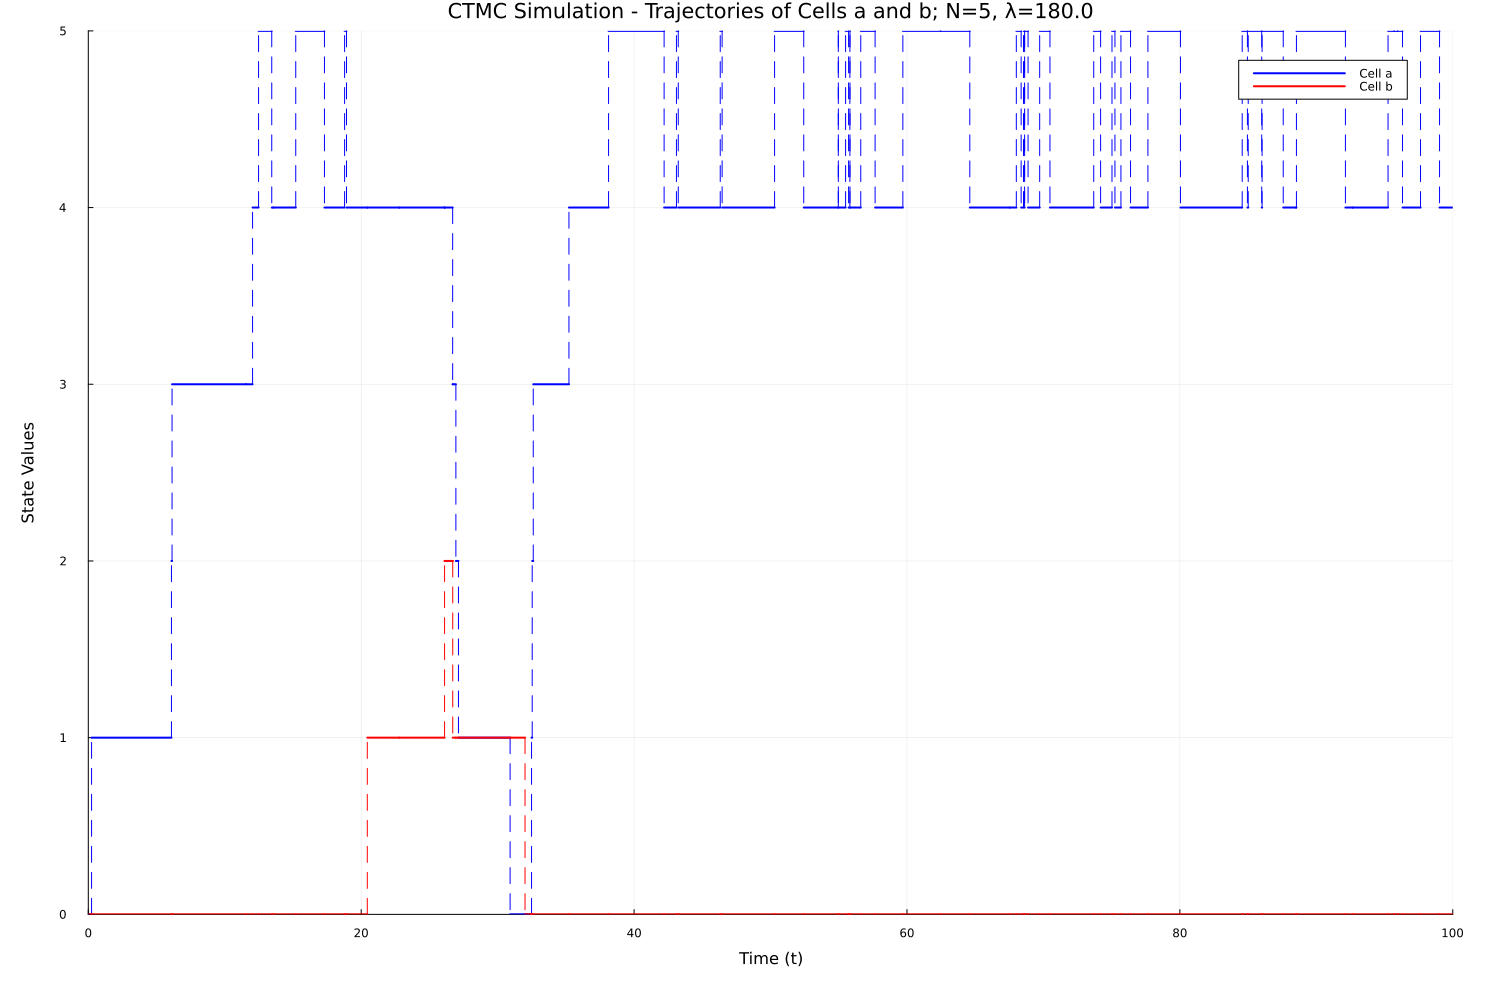 CTMC Simulation - Trajectories of Cells a and b; N=5, λ=180.0
5
Cell a
Cell b
4
3
State Values
2
1
0
0 20 40 60 80 100
Time (t)